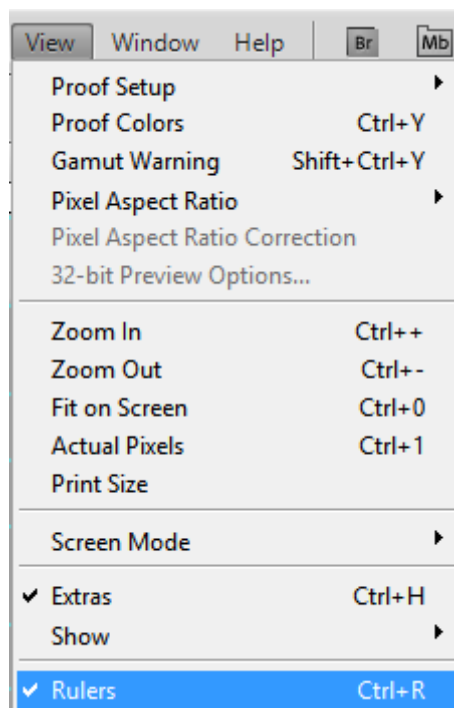 View Window Help Br Mb
Proof Setup
Proof Colors Ctrl+Y
Gamut Warning Shift+Ctrl+Y
Pixel Aspect Ratio
Pixel Aspect Ratio Correction
32-bit Preview Options...
Zoom In Ctrl++
Zoom Out Ctrl+-
Fit on Screen Ctrl+0
Actual Pixels Ctrl+1
Print Size
Screen Mode
Extras Ctrl+H
Show
Rulers Ctrl+R